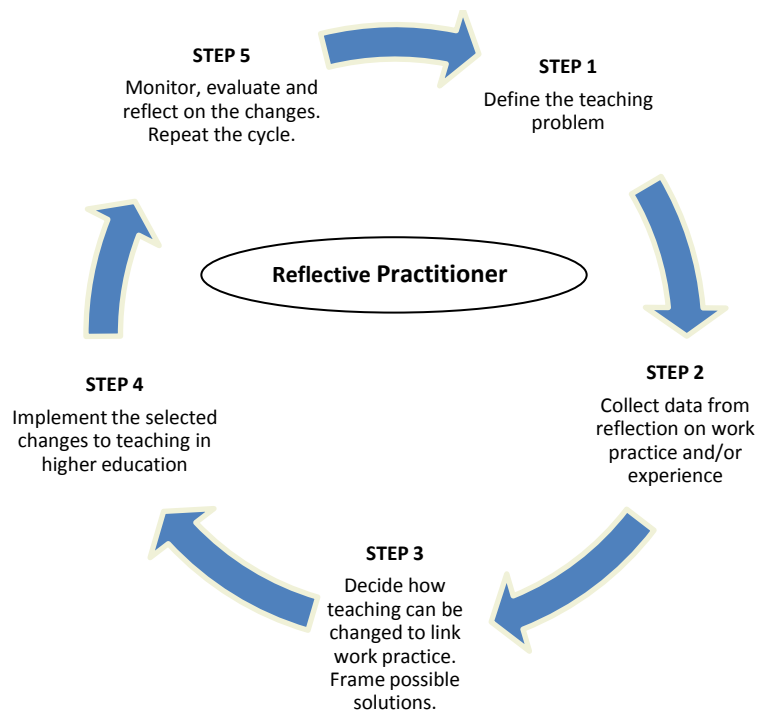 STEP 1
Define the teaching
problem
STEP 2
Collect data from
reflection on work
practice and/or
experience
STEP 3
Decide how
teaching can be
changed to link
work practice.
Frame possible
solutions.
STEP 4
Implement the selected
changes to teaching in
higher education
STEP 5
Monitor, evaluate and
reflect on the changes.
Repeat the cycle.
Reflective Practitioner